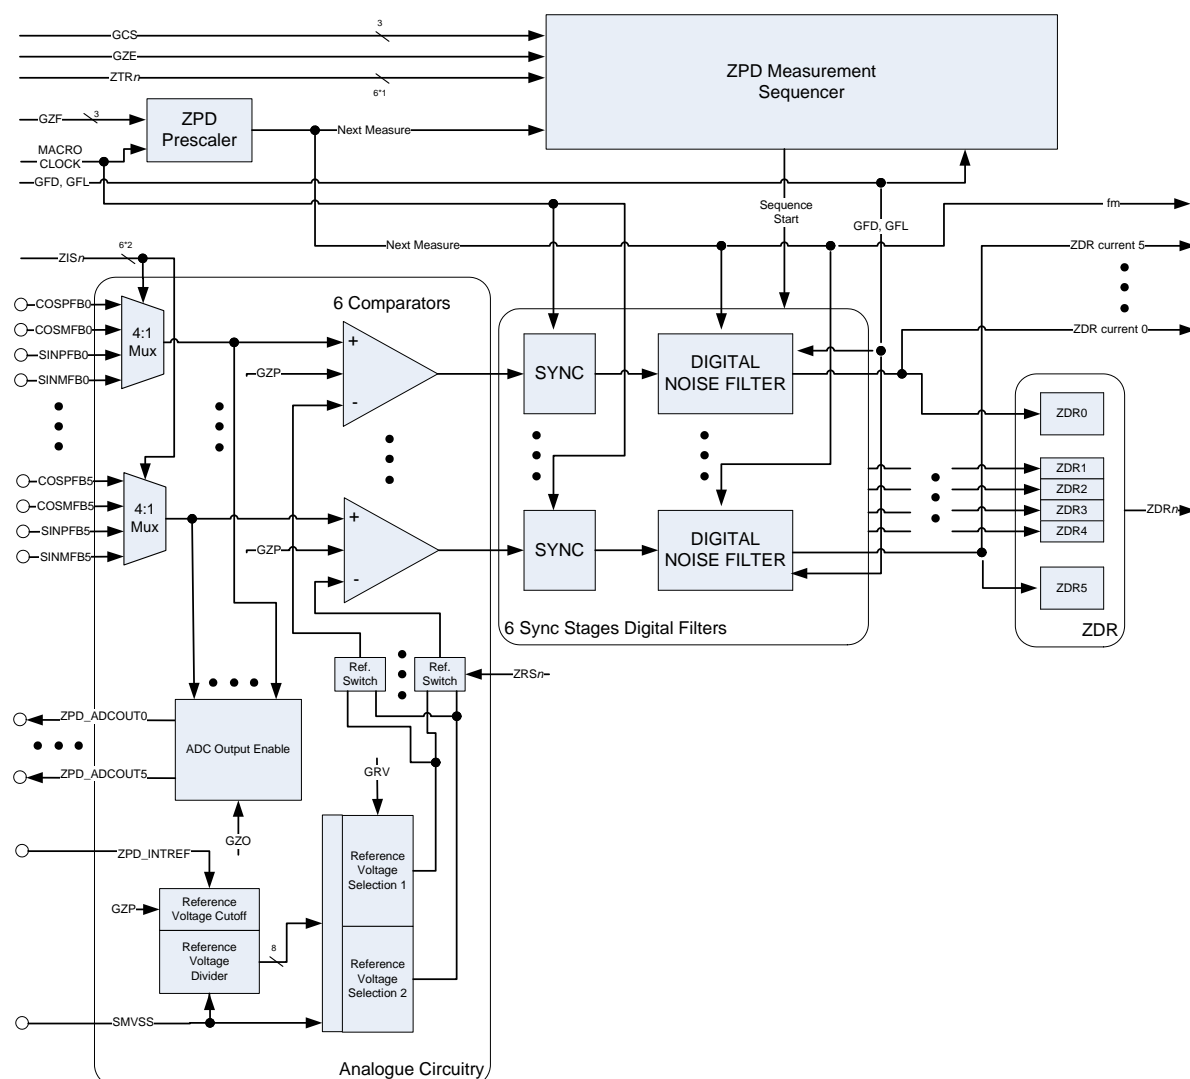 GCS
3
GZE
ZTRn
6*1
ZPD Measurement
Sequencer
GZF
3
ZPD
Prescaler
Next Measure
MACRO
CLOCK
GFD, GFL
Sequence
Start
GFD, GFL
fm
Next Measure
ZDR current 5
ZISn
6*2
COSPFB0
COSMFB0
SINPFB0
SINMFB0
4:1
Mux
6 Comparators
+
GZP
-
SYNC
DIGITAL
NOISE FILTER
ZDR current 0
ZDR0
COSPFB5
COSMFB5
SINPFB5
SINMFB5
4:1
Mux
+
GZP
-
SYNC
DIGITAL
NOISE FILTER
ZDR1
ZDR2
ZDR3
ZDR4
ZDRn
ZDR5
ZDR
6 Sync Stages Digital Filters
Ref.
Switch
Ref.
Switch
ZRSn
ZPD_ADCOUT0
ADC Output Enable
ZPD_ADCOUT5
GRV
GZO
ZPD_INTREF
Reference
Voltage
Selection 1
GZP
Reference
Voltage Cutoff
Reference
Voltage
Divider
8
Reference
Voltage
Selection 2
SMVSS
Analogue Circuitry